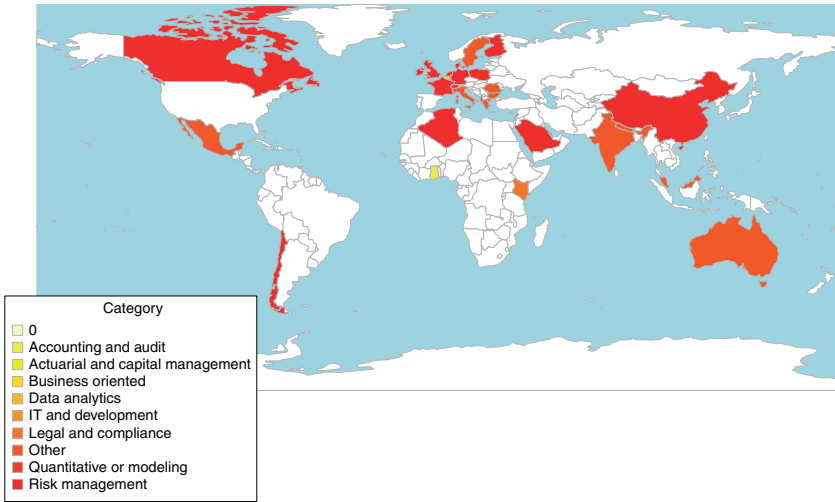 Category
0
Accounting and audit
Actuarial and capital management
Business oriented
Data analytics
IT and development
Legal and compliance
Other
Quantitative or modeling
Risk management